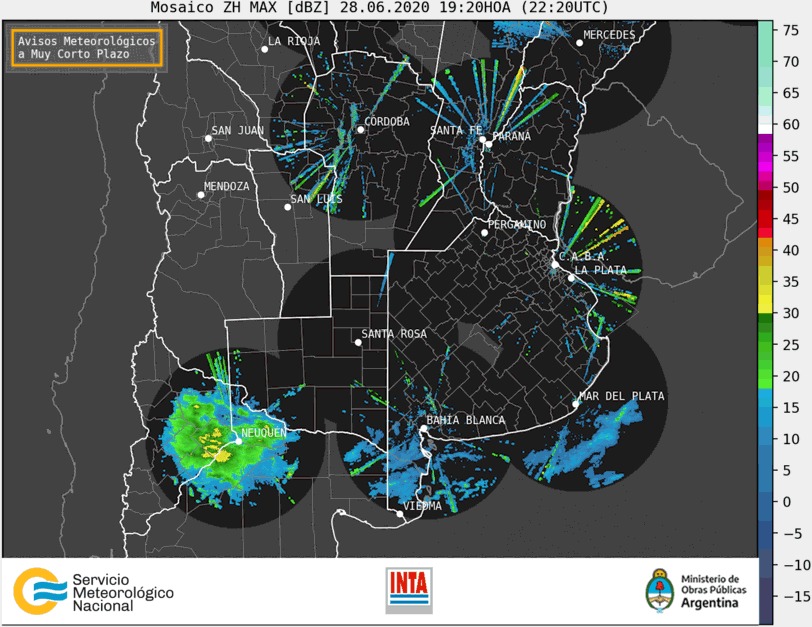 Mosaico ZH MAX [dBZ] 28.06.2020 19:20HOA (22:20UTC)
Avisos Meteorológicos
a Muy Corto Plazo
LA RIOJA
MERCEDES
SAN JUAN
CÓRDOBA
SANTA FE
PARANÁ
MENDOZA
SAN LUIS
PERGAMINO
C.A.B.A.
LA PLATA
SANTA ROSA
MAR DEL PLATA
NEUQUEN
BAHIA BLANCA
VIEDMA
75
70
65
60
55
50
45
40
35
30
25
20
15
10
5
0
−5
−10
−15
Servicio
Meteorológico
Nacional
INTA
Ministerio de
Obras Públicas
Argentina